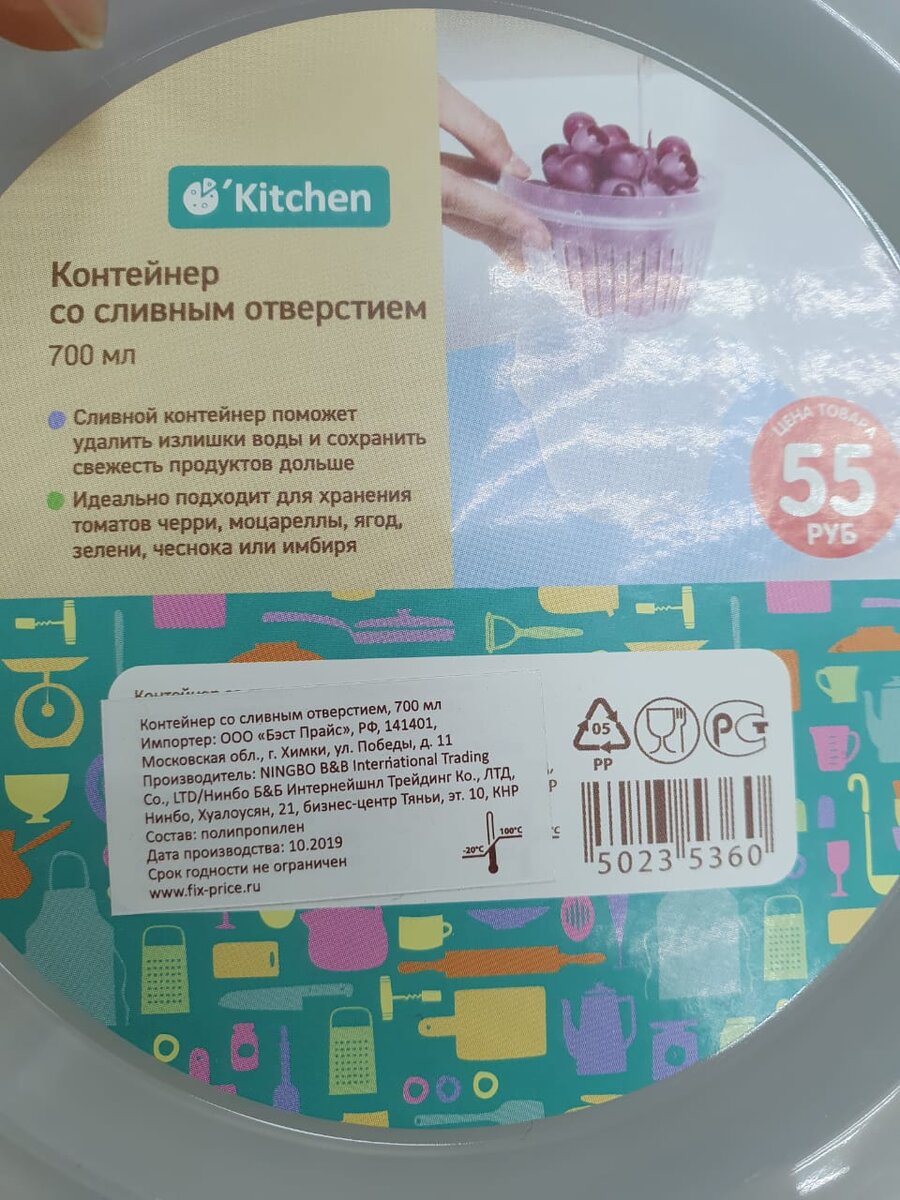 'Kitchen
Контейнер
со сливным отверстием
700 мл
Сливной контейнер поможет
удалить излишки воды и сохранить
свежесть продуктов дольше
Идеально подходит для хранения
томатов черри, моцареллы, ягод,
зелени, чеснока или имбиря
ЦЕНА ТОВАРА
55
РУБ
Контейнер со сливным отверстием, 700 мл
Импортер: ООО «Бэст Прайс», РФ, 141401,
Московская обл., г. Химки, ул. Победы, д. 11
Производитель: NINGBO B&B International Trading
Co., LTD/Нинбо Б&Б Интернейшнл Трейдинг Ко., ЛТД,
Нинбо, Хуалоусян, 21, бизнес-центр Тяньи, эт. 10, КНР
Состав: полипропилен
Дата производства: 10.2019
Срок годности не ограничен
www.fix-price.ru
-20°C
100°C
05
PP
РСТ
5023 5360